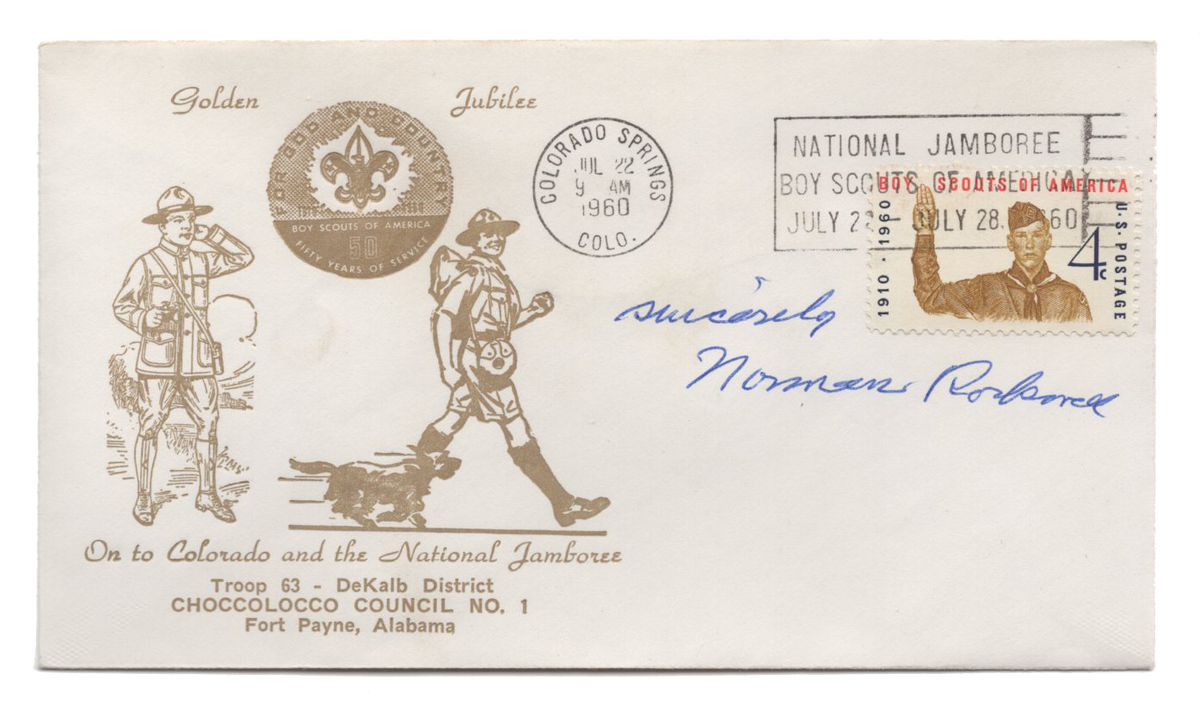 Golden Jubilee
FOR GOD AND COUNTRY
BOY SCOUTS OF AMERICA
50
FIFTY YEARS OF SERVICE
COLORADO SPRINGS
JUL 22
9 AM
1960
COLO.
NATIONAL JAMBOREE
BOY SCOUTS OF AMERICA
JULY 22 - JULY 28, 1960
BOY SCOUTS OF AMERICA
1910 · 1960
4c
U.S. POSTAGE
sincerely
Norman Rockwell
On to Colorado and the National Jamboree
Troop 63 - DeKalb District
CHOCCOLOCCO COUNCIL NO. 1
Fort Payne, Alabama